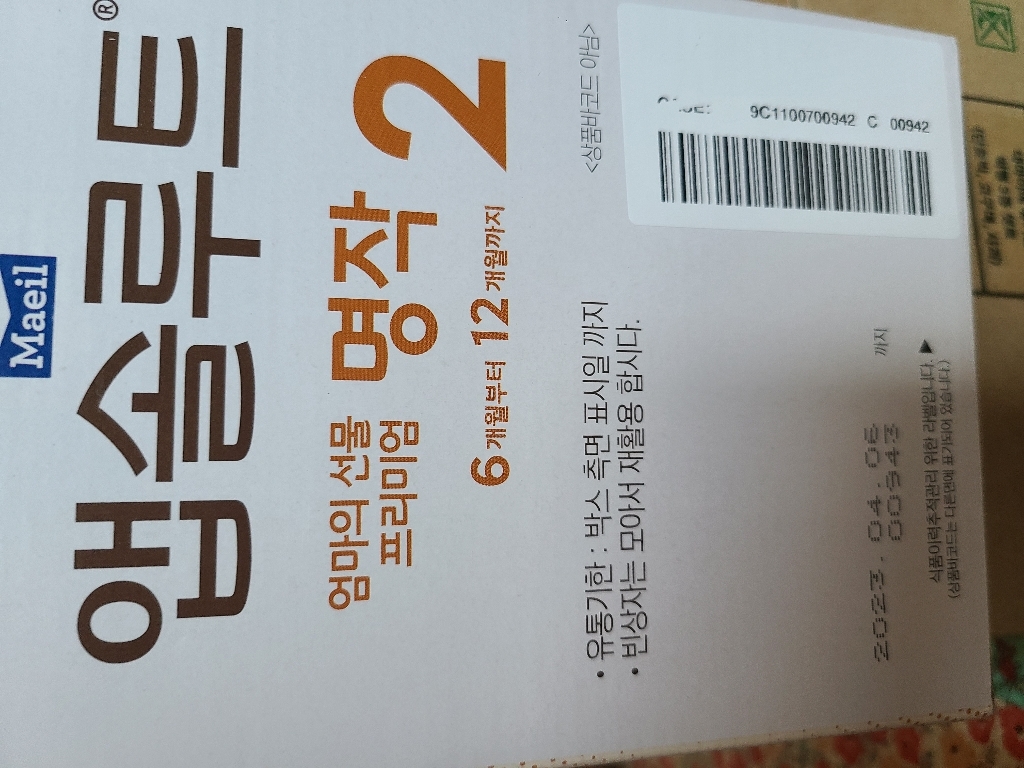 Maeil
앱솔루트®
엄마의 선물
프리미엄
명작 2
6개월부터 12개월까지
<상품바코드 아님>
9C1100700942 C 00942
• 유통기한 : 박스 측면 표시일 까지
• 빈상자는 모아서 재활용 합시다.
2023. 04. 06 까지
00943
식품이력추적관리 위한 라벨입니다. ▶
(상품바코드는 다른면에 표기되어 있습니다.)